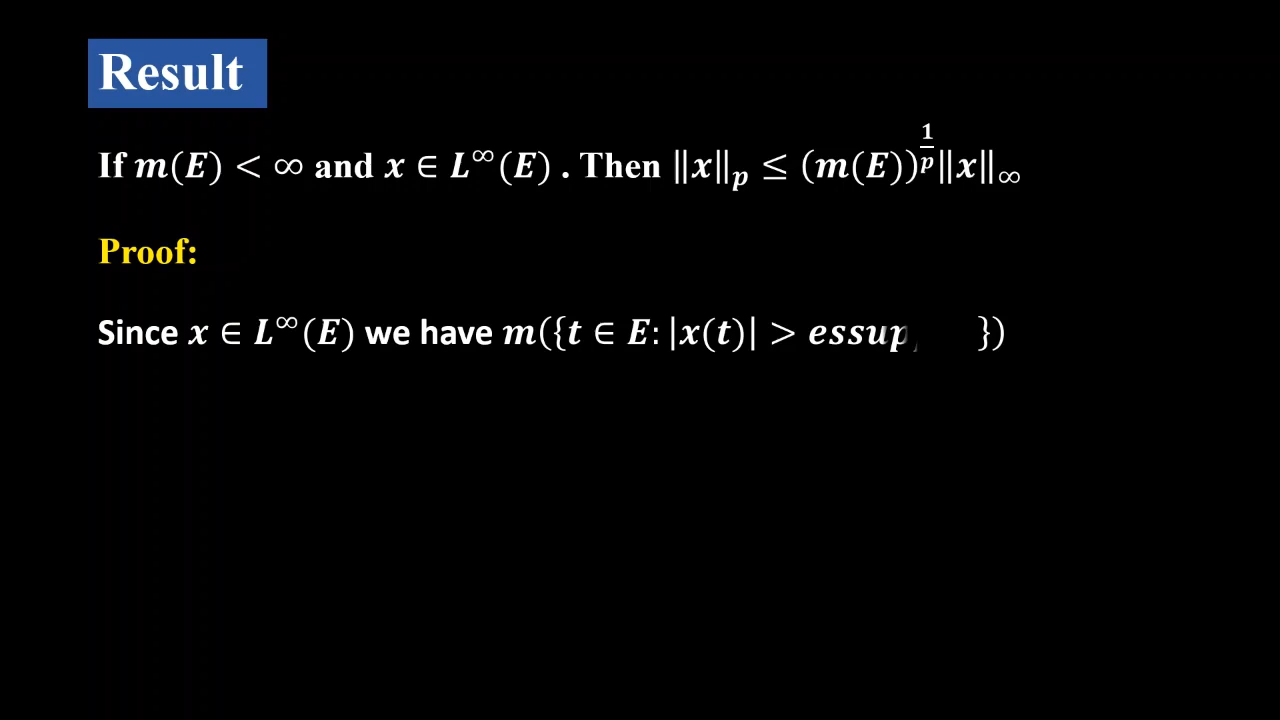 Result
If m(E) < ∞ and x ∈ L^∞(E) . Then ‖x‖_p ≤ (m(E))^{1/p}‖x‖_∞
Proof:
Since x ∈ L^∞(E) we have m({t ∈ E: |x(t)| > essup })